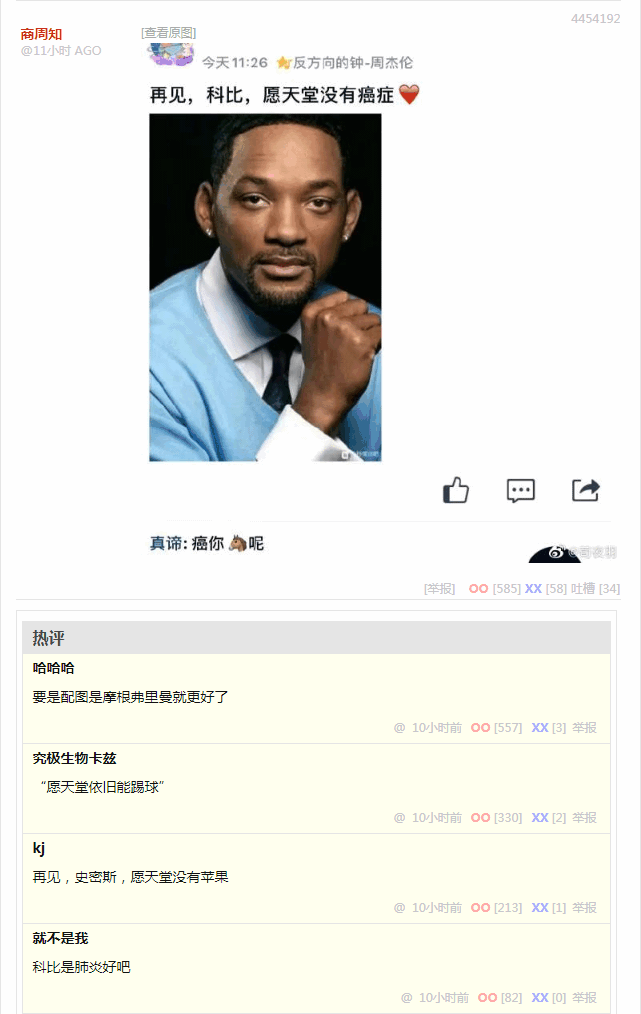 4454192
商周知
[查看原图]
@11小时 AGO
今天 11:26 ⭐反方向的钟-周杰伦
再见，科比，愿天堂没有癌症❤️
真谛: 癌你🐴呢
[举报] OO [585] XX [58] 吐槽 [34]
热评
哈哈哈
要是配图是摩根弗里曼就更好了
@ 10小时前 OO [557] XX [3] 举报
究极生物卡兹
“愿天堂依旧能踢球”
@ 10小时前 OO [330] XX [2] 举报
kj
再见，史密斯，愿天堂没有苹果
@ 10小时前 OO [213] XX [1] 举报
就不是我
科比是肺炎好吧
@ 10小时前 OO [82] XX [0] 举报